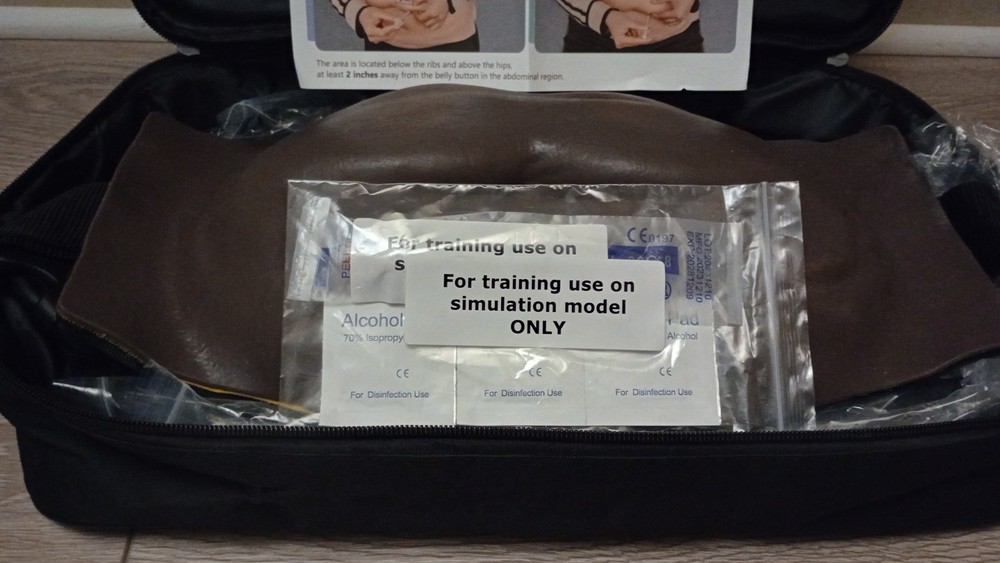 The area is located below the ribs and above the hips,
at least 2 inches away from the belly button in the abdominal region.
For training use on
For training use on
simulation model
ONLY
CE0197
Alcohol
70% Isopropy
Pad
Alcohol
CE
For Disinfection Use
CE
For Disinfection Use
CE
For Disinfection Use